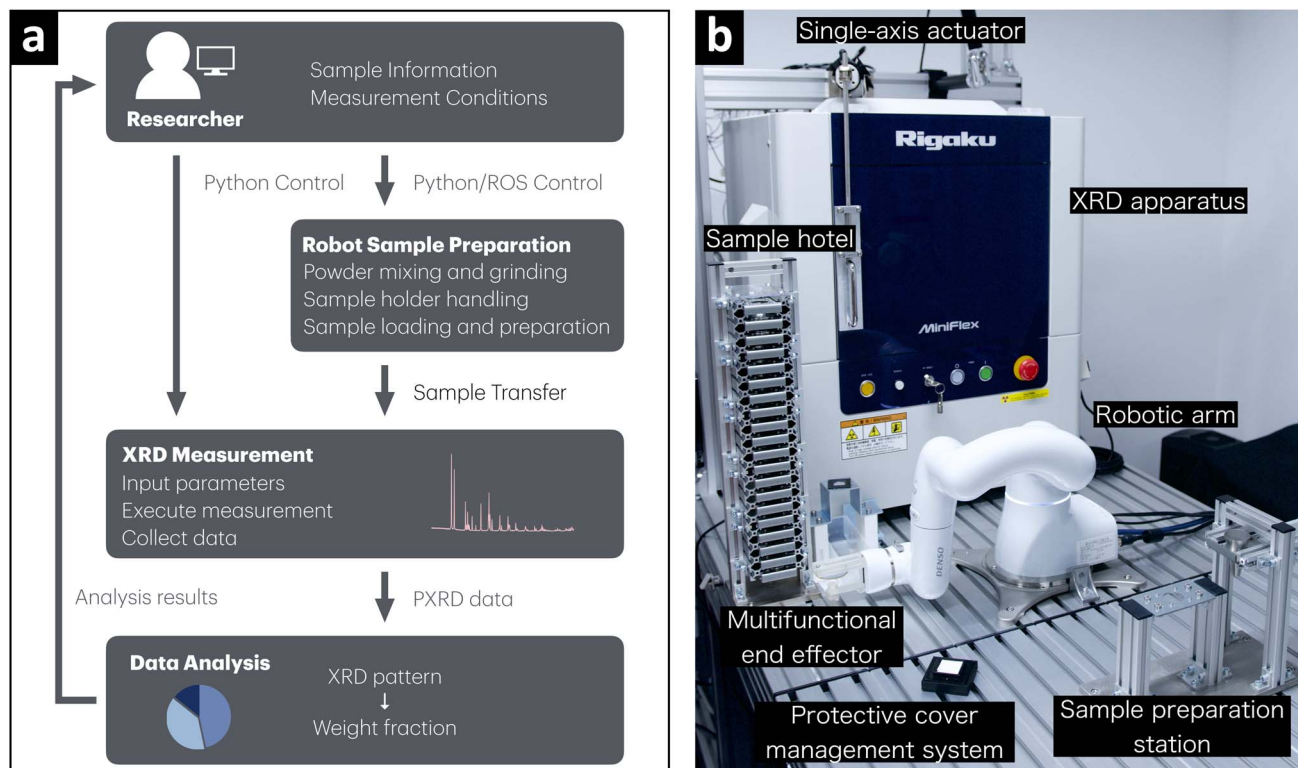 a
Sample Information
Measurement Conditions
Researcher
Python Control
Python/ROS Control
Robot Sample Preparation
Powder mixing and grinding
Sample holder handling
Sample loading and preparation
Sample Transfer
XRD Measurement
Input parameters
Execute measurement
Collect data
Analysis results
PXRD data
Data Analysis
XRD pattern
Weight fraction
b
Single-axis actuator
Rigaku
XRD apparatus
Sample hotel
MiniFlex
Robotic arm
DENSO
Multifunctional
end effector
Protective cover
management system
Sample preparation
station